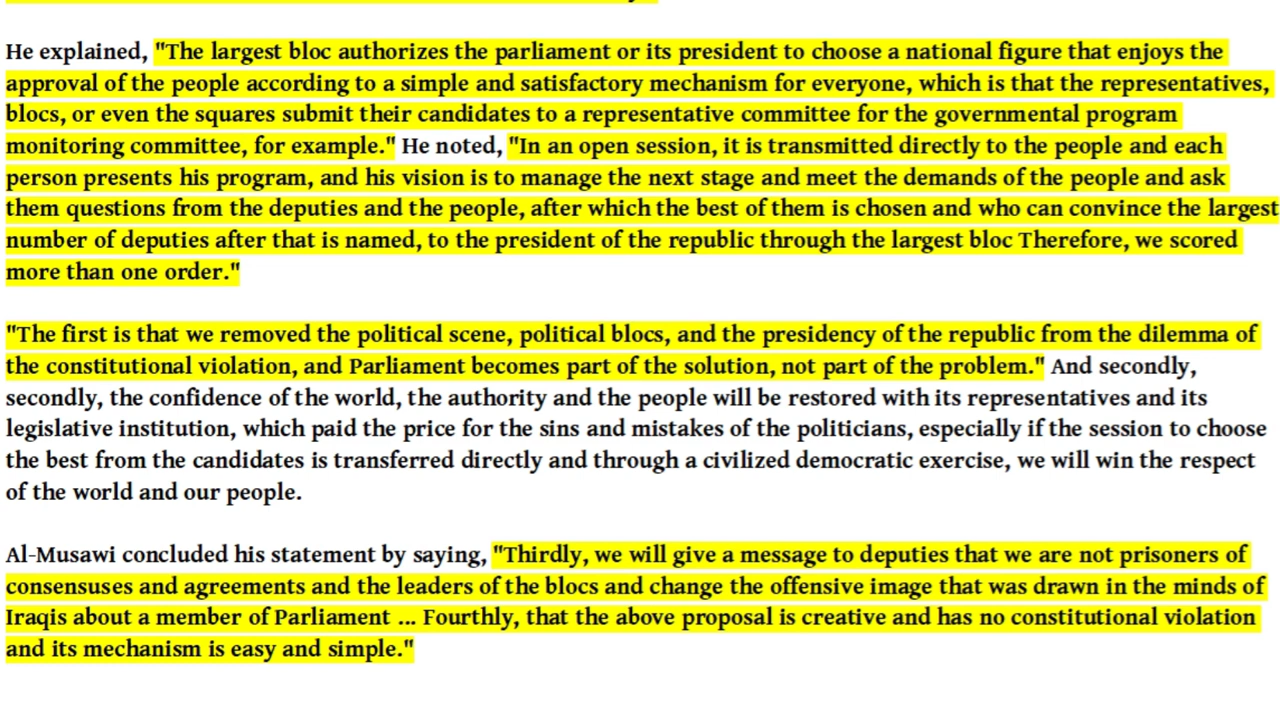 He explained, "The largest bloc authorizes the parliament or its president to choose a national figure that enjoys the
approval of the people according to a simple and satisfactory mechanism for everyone, which is that the representatives,
blocs, or even the squares submit their candidates to a representative committee for the governmental program
monitoring committee, for example." He noted, "In an open session, it is transmitted directly to the people and each
person presents his program, and his vision is to manage the next stage and meet the demands of the people and ask
them questions from the deputies and the people, after which the best of them is chosen and who can convince the largest
number of deputies after that is named, to the president of the republic through the largest bloc Therefore, we scored
more than one order."
"The first is that we removed the political scene, political blocs, and the presidency of the republic from the dilemma of
the constitutional violation, and Parliament becomes part of the solution, not part of the problem." And secondly,
secondly, the confidence of the world, the authority and the people will be restored with its representatives and its
legislative institution, which paid the price for the sins and mistakes of the politicians, especially if the session to choose
the best from the candidates is transferred directly and through a civilized democratic exercise, we will win the respect
of the world and our people.
Al-Musawi concluded his statement by saying, "Thirdly, we will give a message to deputies that we are not prisoners of
consensuses and agreements and the leaders of the blocs and change the offensive image that was drawn in the minds of
Iraqis about a member of Parliament ... Fourthly, that the above proposal is creative and has no constitutional violation
and its mechanism is easy and simple."